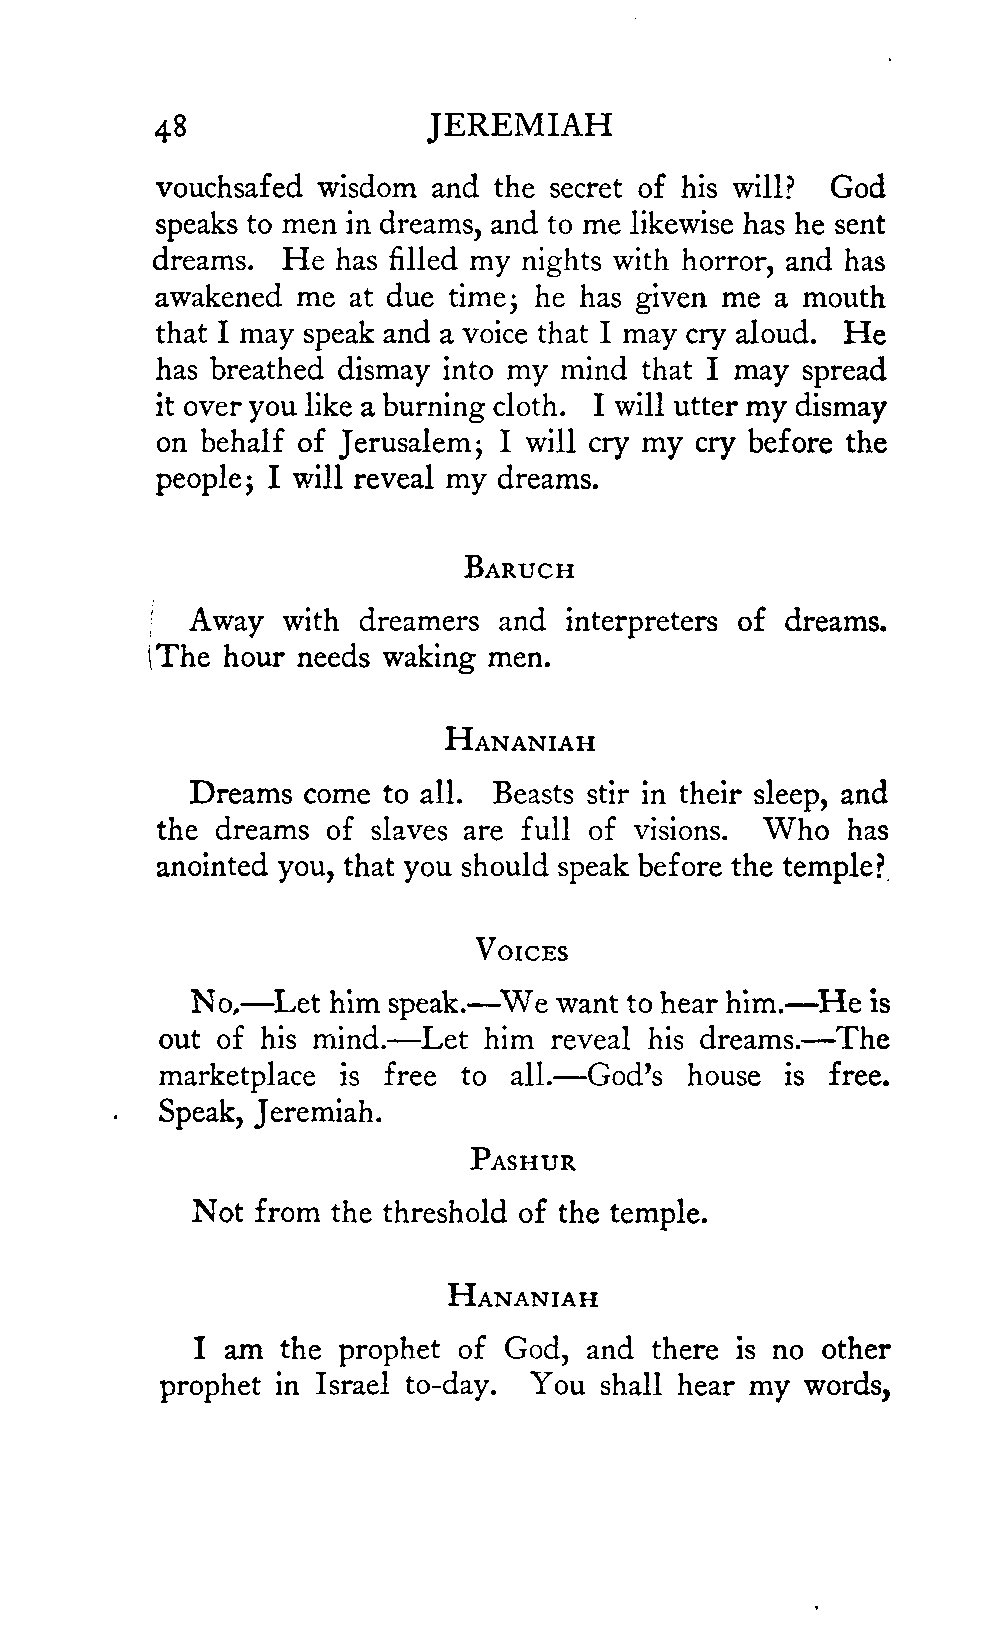 48 JEREMIAH
vouchsafed wisdom and the secret of his will? God
speaks to men in dreams, and to me likewise has he sent
dreams. He has filled my nights with horror, and has
awakened me at due time; he has given me a mouth
that I may speak and a voice that I may cry aloud. He
has breathed dismay into my mind that I may spread
it over you like a burning cloth. I will utter my dismay
on behalf of Jerusalem; I will cry my cry before the
people; I will reveal my dreams.
BARUCH
Away with dreamers and interpreters of dreams.
The hour needs waking men.
HANANIAH
Dreams come to all. Beasts stir in their sleep, and
the dreams of slaves are full of visions. Who has
anointed you, that you should speak before the temple?
VOICES
No.—Let him speak.—We want to hear him.—He is
out of his mind.—Let him reveal his dreams.—The
marketplace is free to all.—God's house is free.
Speak, Jeremiah.
PASHUR
Not from the threshold of the temple.
HANANIAH
I am the prophet of God, and there is no other
prophet in Israel to-day. You shall hear my words,